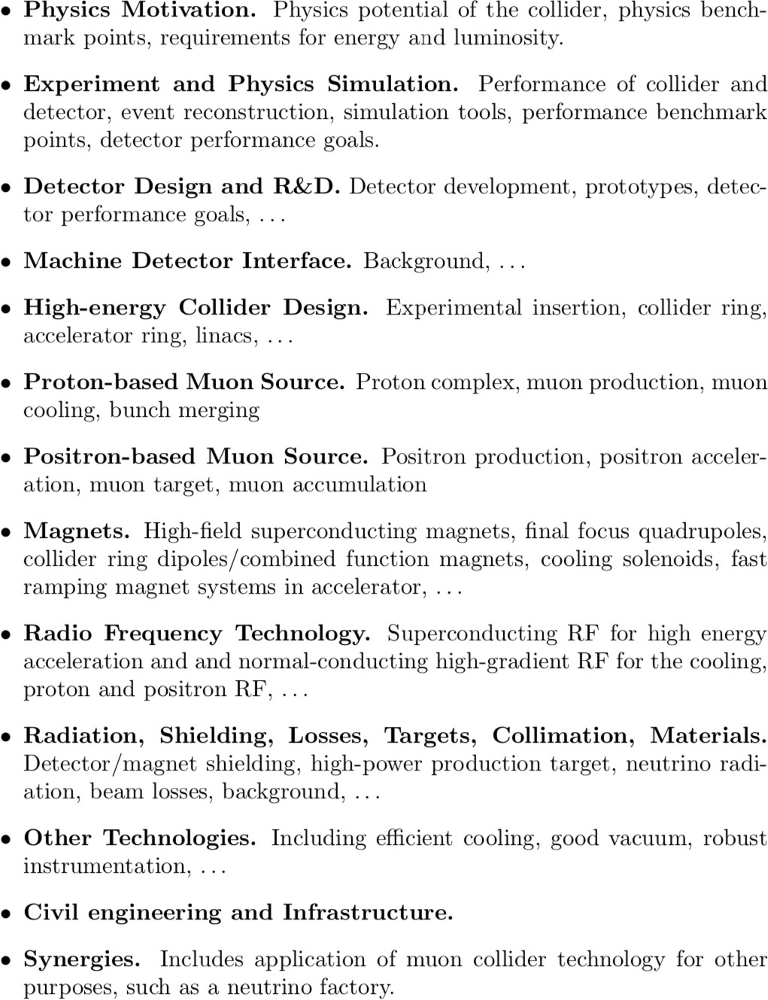 • Physics Motivation. Physics potential of the collider, physics bench-
mark points, requirements for energy and luminosity.
• Experiment and Physics Simulation. Performance of collider and
detector, event reconstruction, simulation tools, performance benchmark
points, detector performance goals.
• Detector Design and R&D. Detector development, prototypes, detec-
tor performance goals, ...
• Machine Detector Interface. Background, ...
• High-energy Collider Design. Experimental insertion, collider ring,
accelerator ring, linacs, ...
• Proton-based Muon Source. Proton complex, muon production, muon
cooling, bunch merging
• Positron-based Muon Source. Positron production, positron acceler-
ation, muon target, muon accumulation
• Magnets. High-field superconducting magnets, final focus quadrupoles,
collider ring dipoles/combined function magnets, cooling solenoids, fast
ramping magnet systems in accelerator, ...
• Radio Frequency Technology. Superconducting RF for high energy
acceleration and and normal-conducting high-gradient RF for the cooling,
proton and positron RF, ...
• Radiation, Shielding, Losses, Targets, Collimation, Materials.
Detector/magnet shielding, high-power production target, neutrino radi-
ation, beam losses, background, ...
• Other Technologies. Including efficient cooling, good vacuum, robust
instrumentation, ...
• Civil engineering and Infrastructure.
• Synergies. Includes application of muon collider technology for other
purposes, such as a neutrino factory.